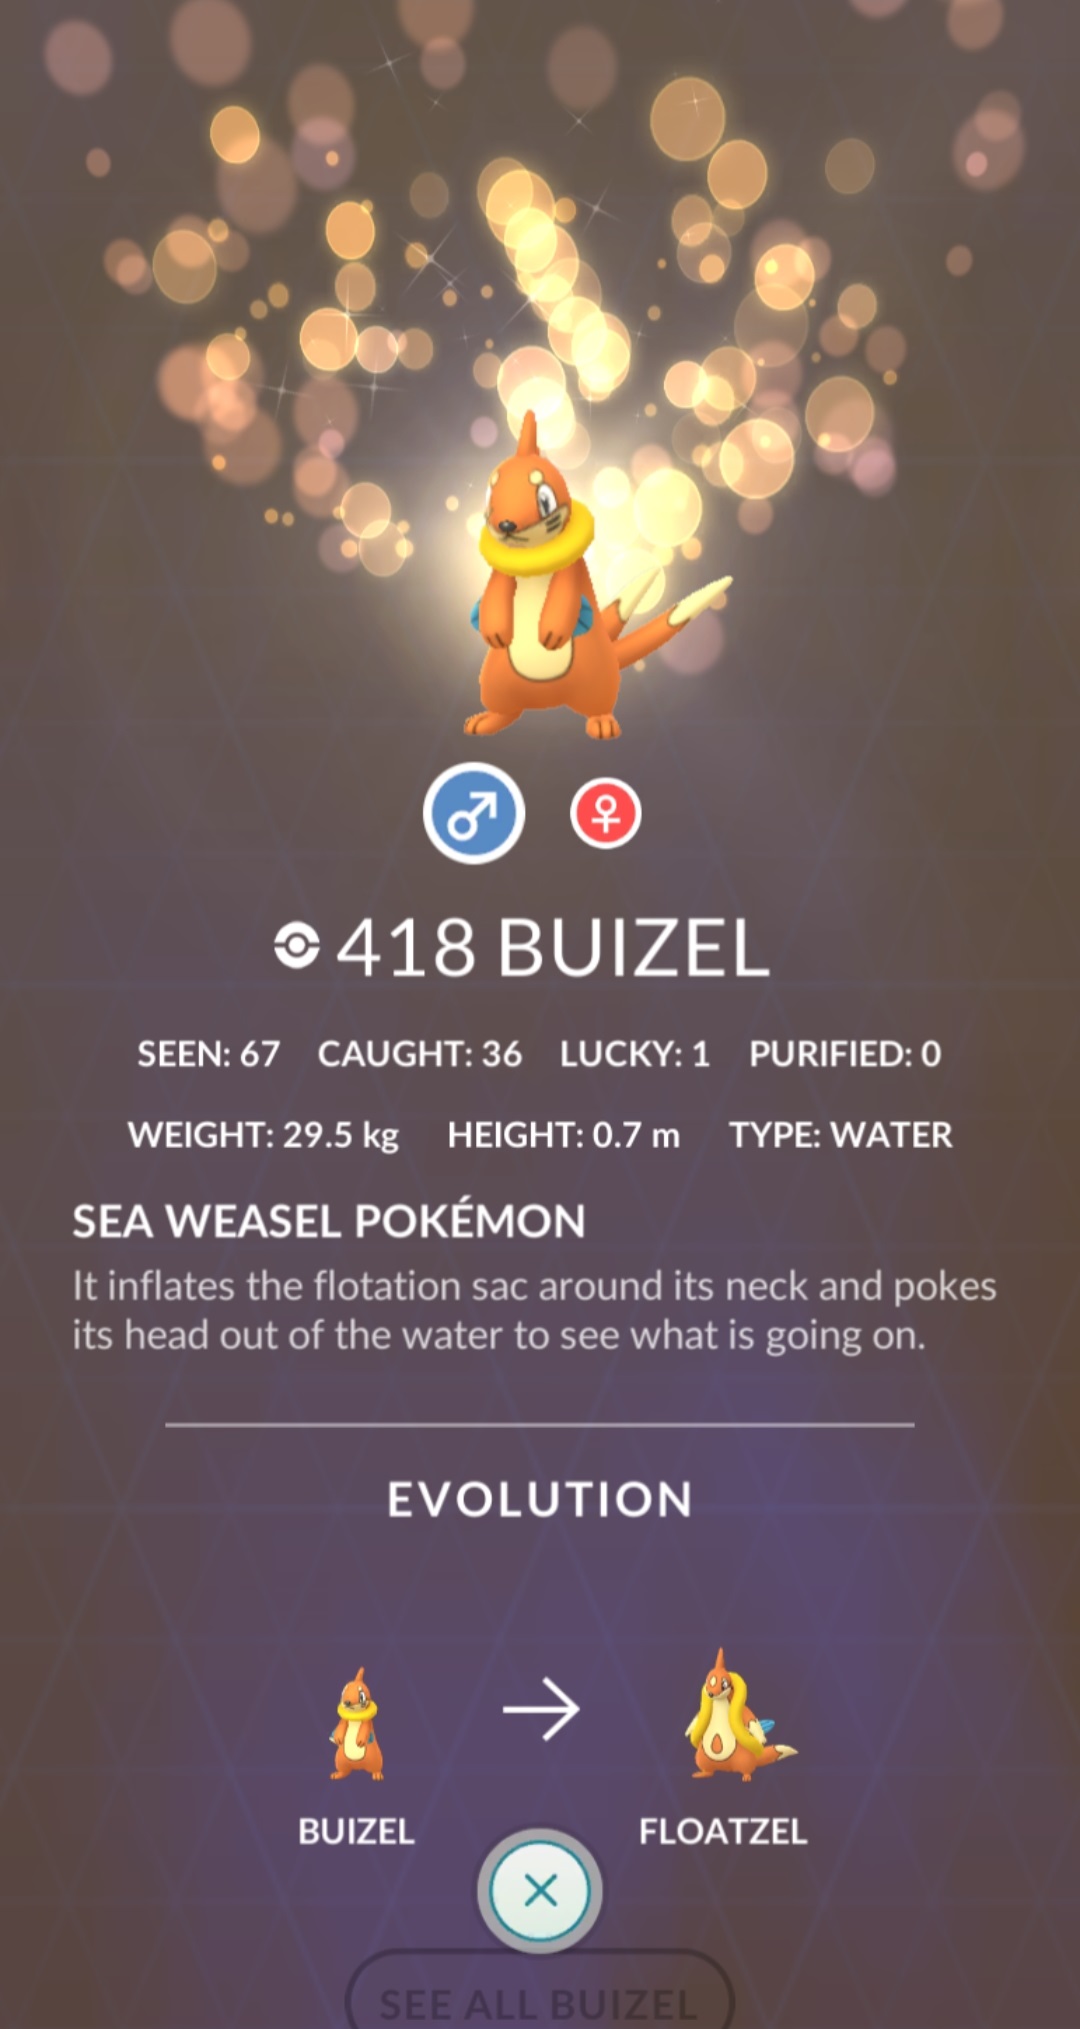 418 BUIZEL
SEEN: 67 CAUGHT: 36 LUCKY: 1 PURIFIED: 0
WEIGHT: 29.5 kg HEIGHT: 0.7 m TYPE: WATER
SEA WEASEL POKÉMON
It inflates the flotation sac around its neck and pokes
its head out of the water to see what is going on.
EVOLUTION
BUIZEL FLOATZEL
SEE ALL BUIZEL